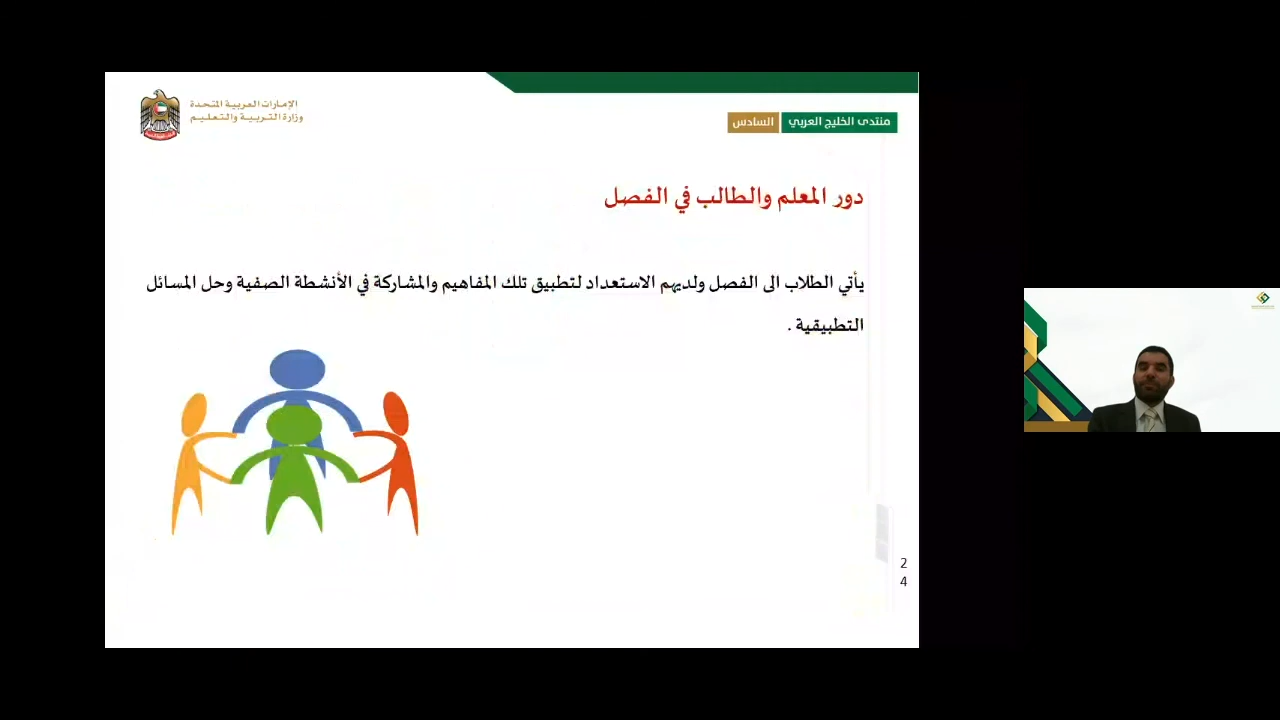 الإمارات العربية المتحدة
وزارة التربية والتعليم
منتدى الخليج العربي السادس
دور المعلم والطالب في الفصل
يأتي الطلاب الى الفصل ولديهم الاستعداد لتطبيق تلك المفاهيم والمشاركة في الأنشطة الصفية وحل المسائل
التطبيقية .
2
4